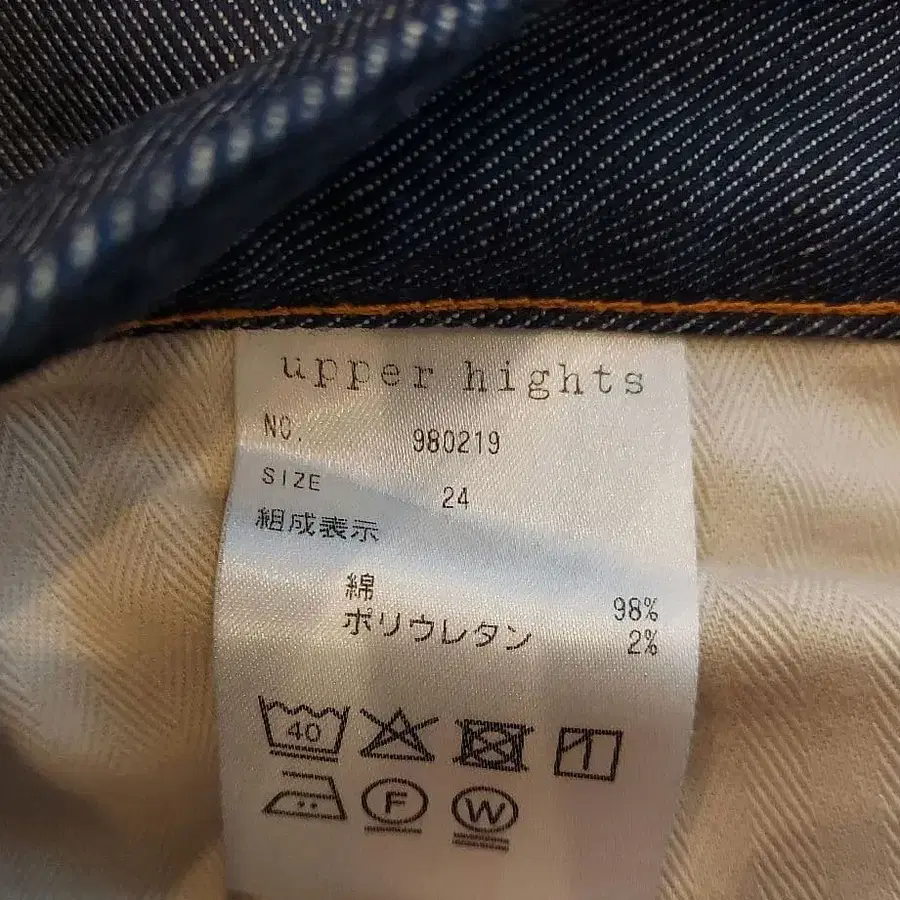 upper hights
NO. 980219
SIZE 24
組成表示
綿 98%
ポリウレタン 2%
40
F W